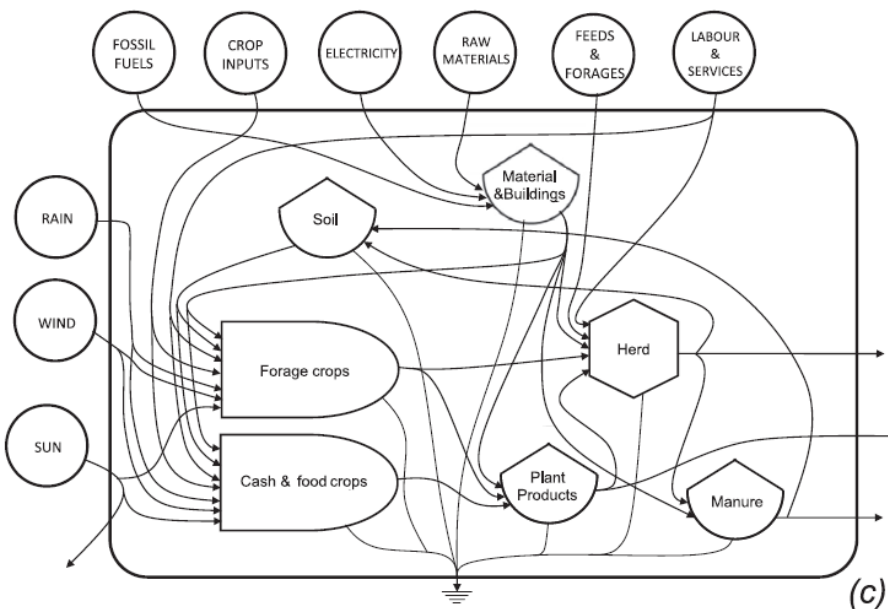 FOSSIL
FUELS
CROP
INPUTS
ELECTRICITY
RAW
MATERIALS
FEEDS
&
FORAGES
LABOUR
&
SERVICES
Material
&Buildings
Soil
RAIN
WIND
Herd
Forage crops
SUN
Cash & food crops
Plant
Products
Manure
(c)